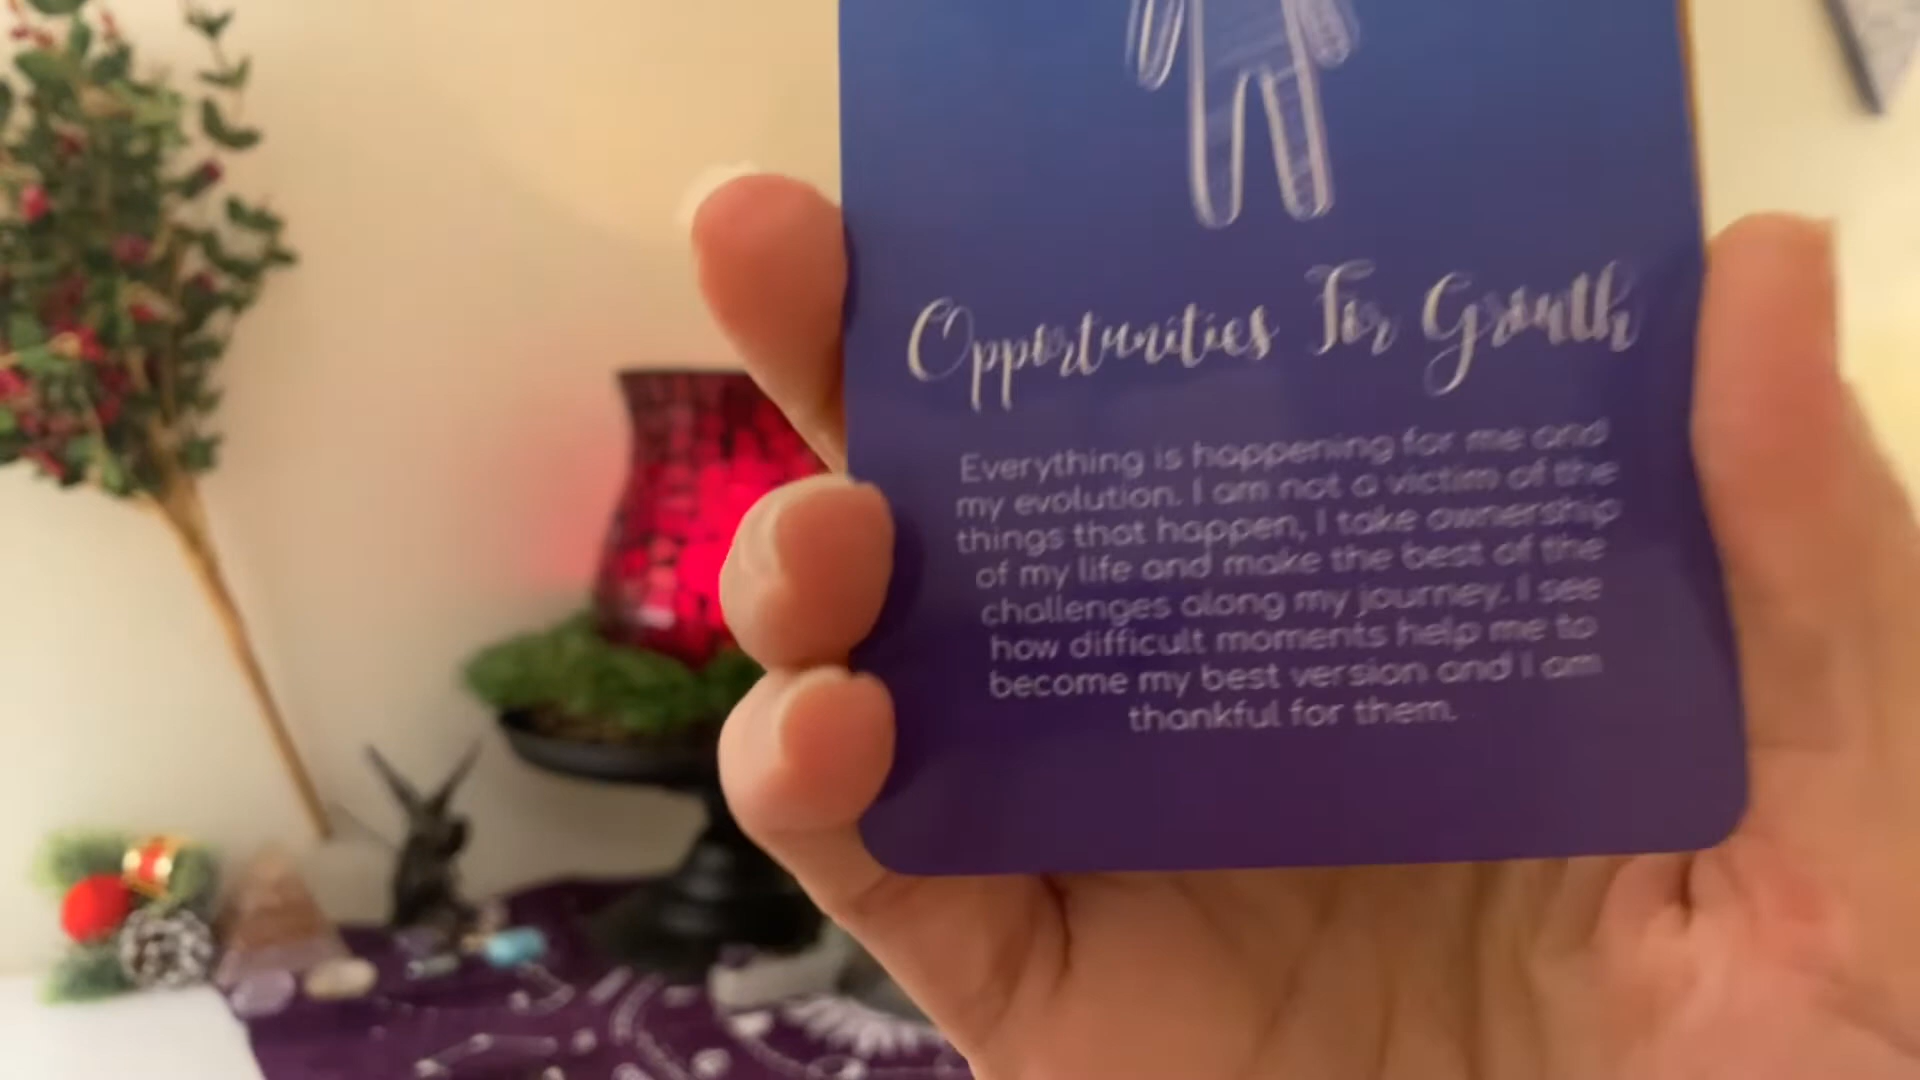 Opportunities For Growth
Everything is happening for me and
my evolution. I am not a victim of the
things that happen, I take ownership
of my life and make the best of the
challenges along my journey. I see
how difficult moments help me to
become my best version and I am
thankful for them.